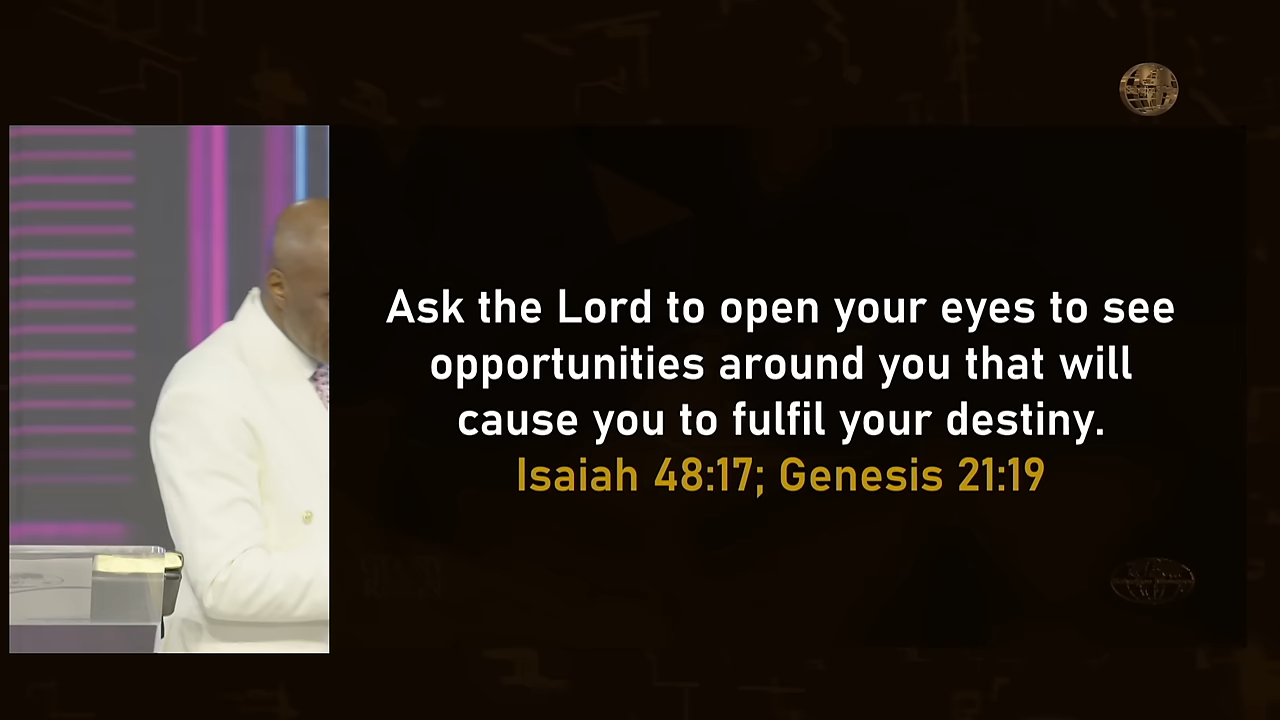 Ask the Lord to open your eyes to see
opportunities around you that will
cause you to fulfil your destiny.
Isaiah 48:17; Genesis 21:19